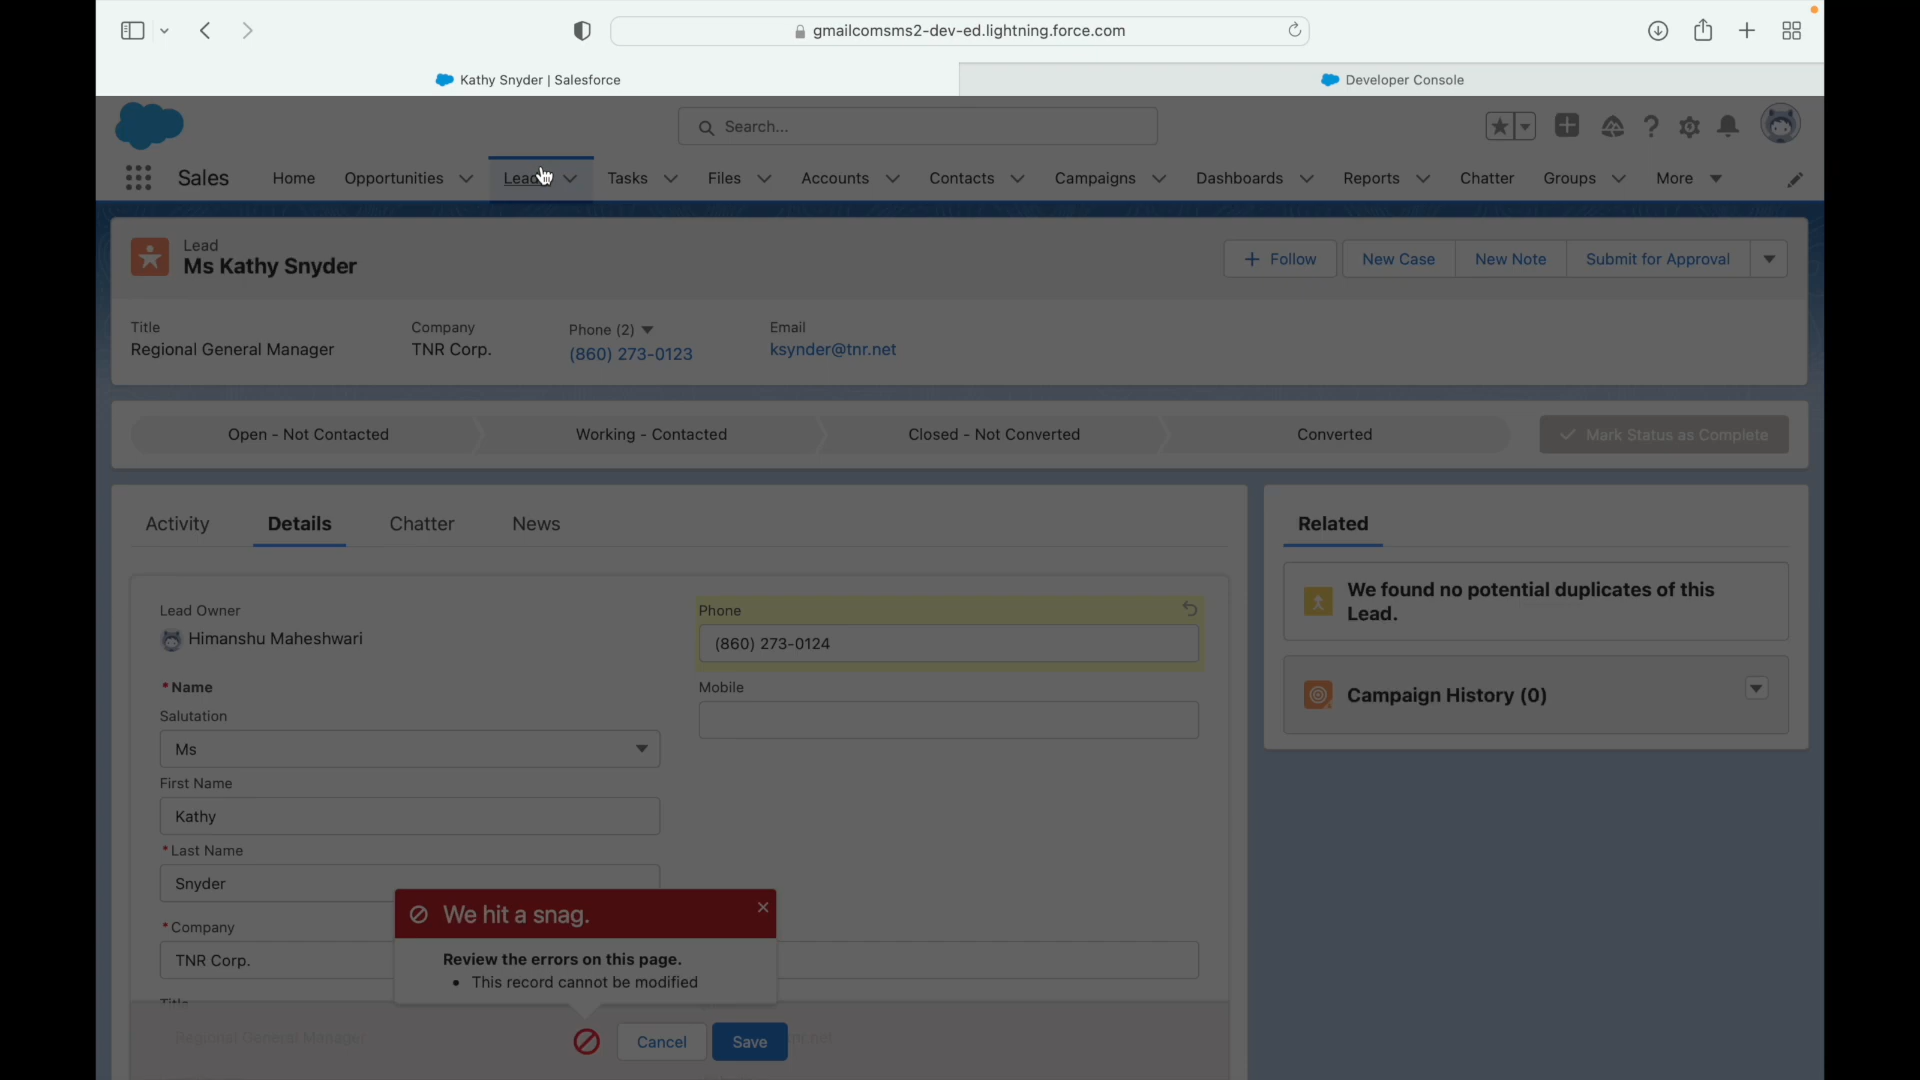 gmailcomsms2-dev-ed.lightning.force.com
Kathy Snyder | Salesforce
Developer Console
Search...
Sales
Home
Opportunities
Tasks
Files
Accounts
Contacts
Campaigns
Dashboards
Reports
Chatter
Groups
More
Lead
Ms Kathy Snyder
Follow
New Case
New Note
Submit for Approval
Title
Regional General Manager
Company
TNR Corp.
Phone (2)
(860) 273-0123
Email
ksynder@tnr.net
Open - Not Contacted
Working - Contacted
Closed - Not Converted
Converted
Mark Status as Complete
Activity
Details
Chatter
News
Lead Owner
Himanshu Maheshwari
Phone
(860) 273-0124
*Name
Mobile
Salutation
Ms
First Name
Kathy
*Last Name
Snyder
*Company
TNR Corp.
Title
Regional General Manager
We hit a snag.
Review the errors on this page.
• This record cannot be modified
Cancel
Save
Related
We found no potential duplicates of this
Lead.
Campaign History (0)